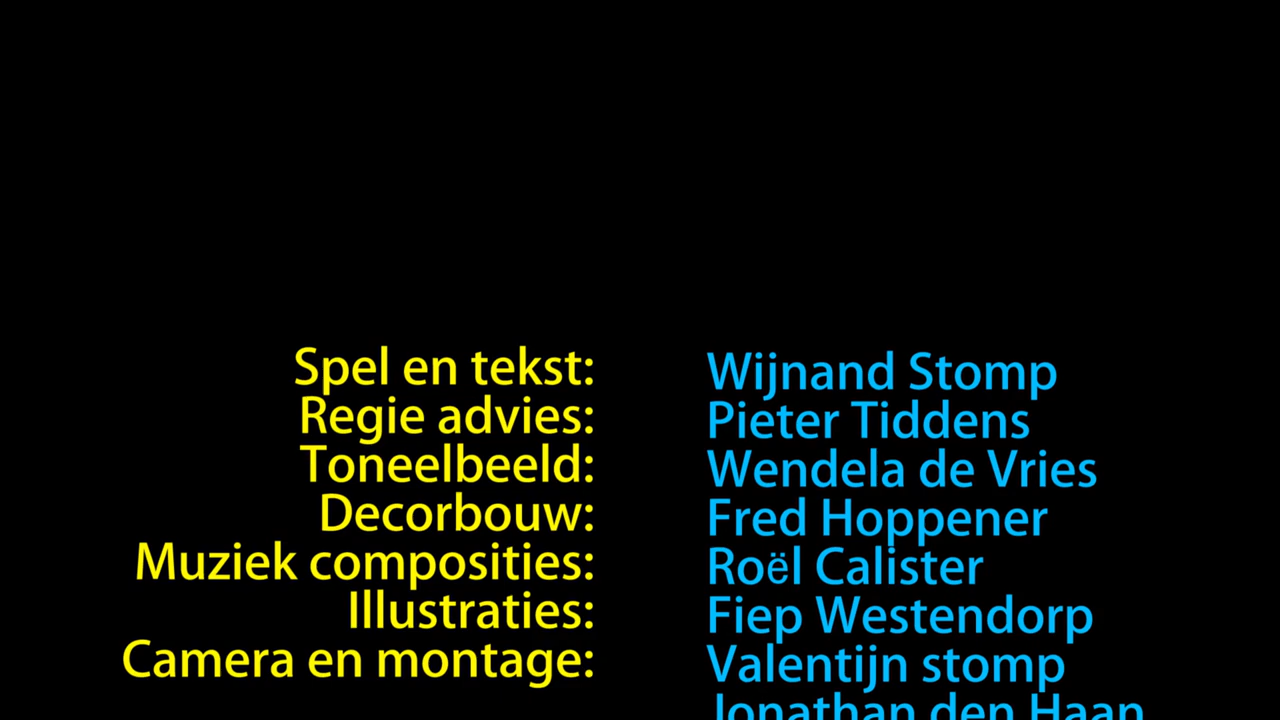 Spel en tekst: Wijnand Stomp
Regie advies: Pieter Tiddens
Toneelbeeld: Wendela de Vries
Decorbouw: Fred Hoppener
Muziek composities: Roël Calister
Illustraties: Fiep Westendorp
Camera en montage: Valentijn stomp
Jonathan den Haan